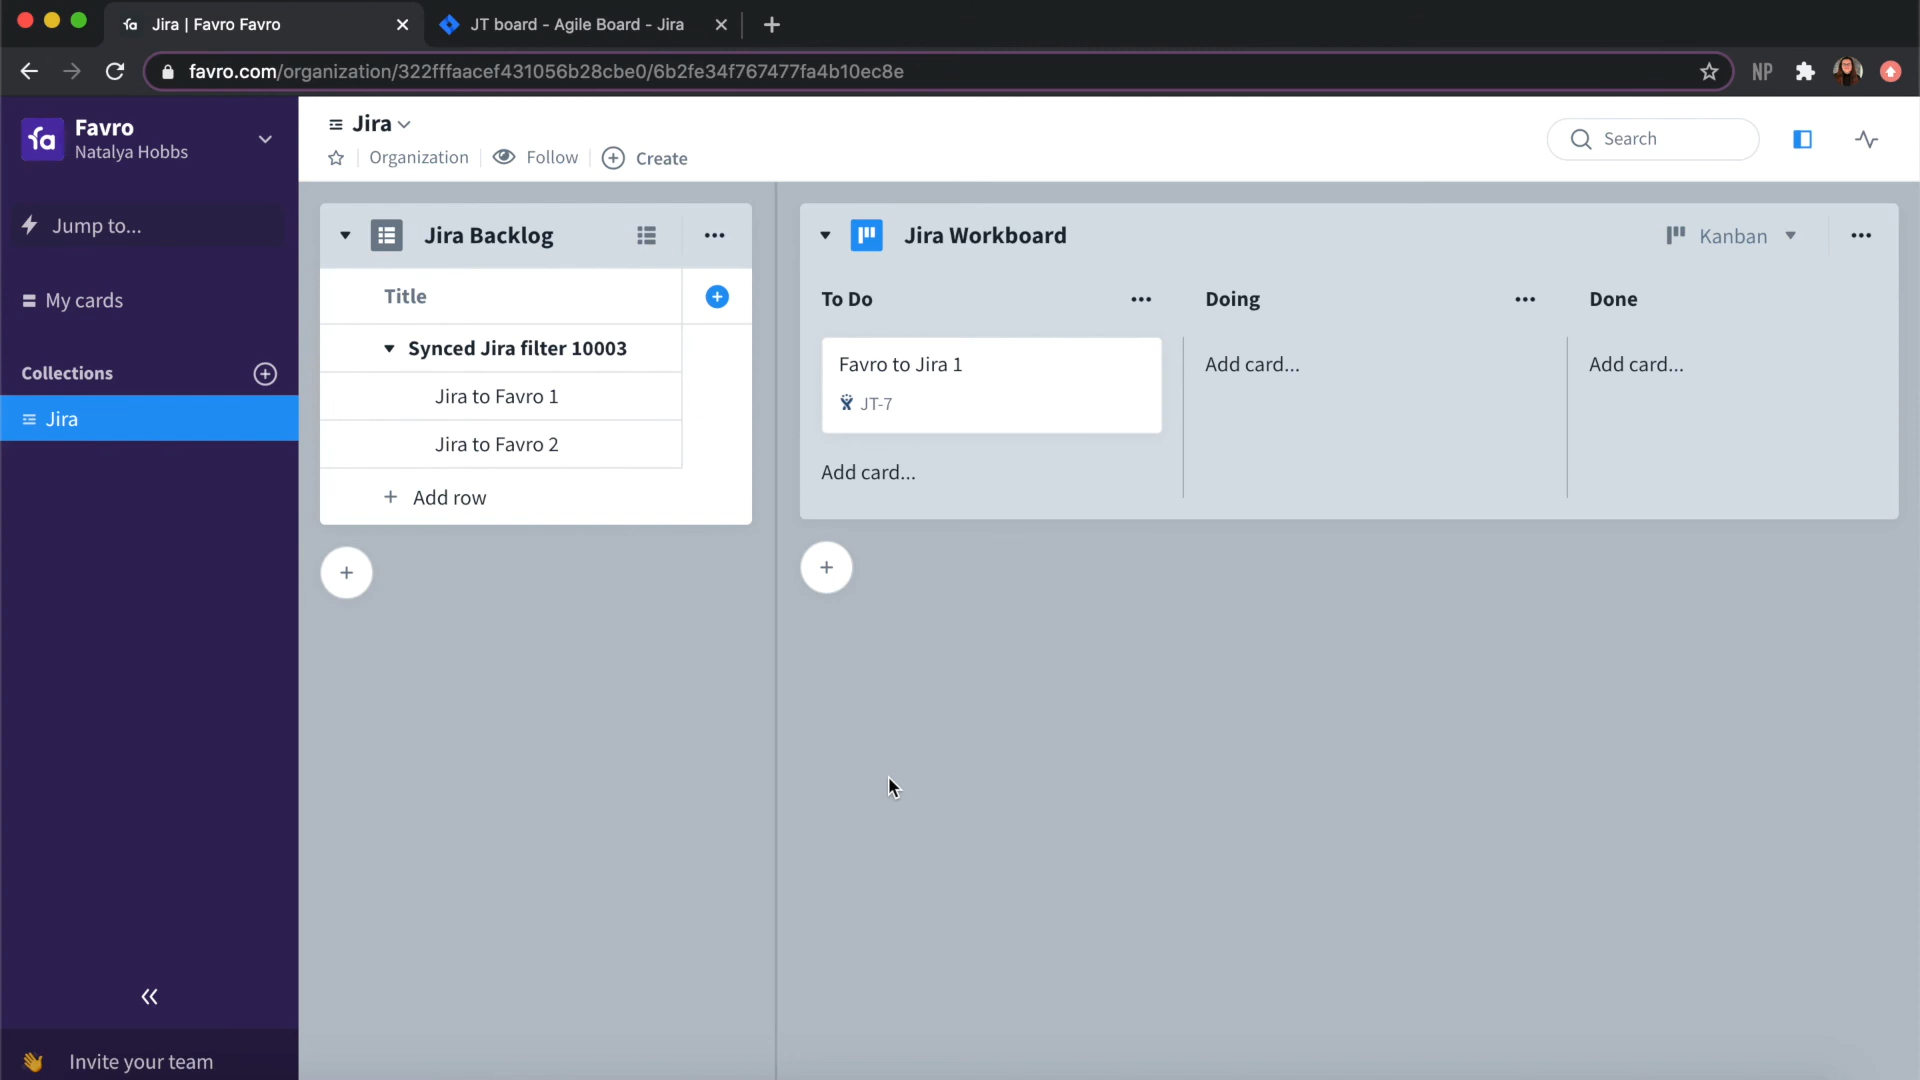 Jira | Favro Favro
JT board - Agile Board - Jira
favro.com/organization/322fffaacef431056b28cbe0/6b2fe34f767477fa4b10ec8e
NP
Favro
Natalya Hobbs
Jump to...
My cards
Collections
Jira
Invite your team
Jira
Organization
Follow
Create
Search
Jira Backlog
Title
Synced Jira filter 10003
Jira to Favro 1
Jira to Favro 2
Add row
Jira Workboard
Kanban
To Do
Favro to Jira 1
JT-7
Add card...
Doing
Add card...
Done
Add card...